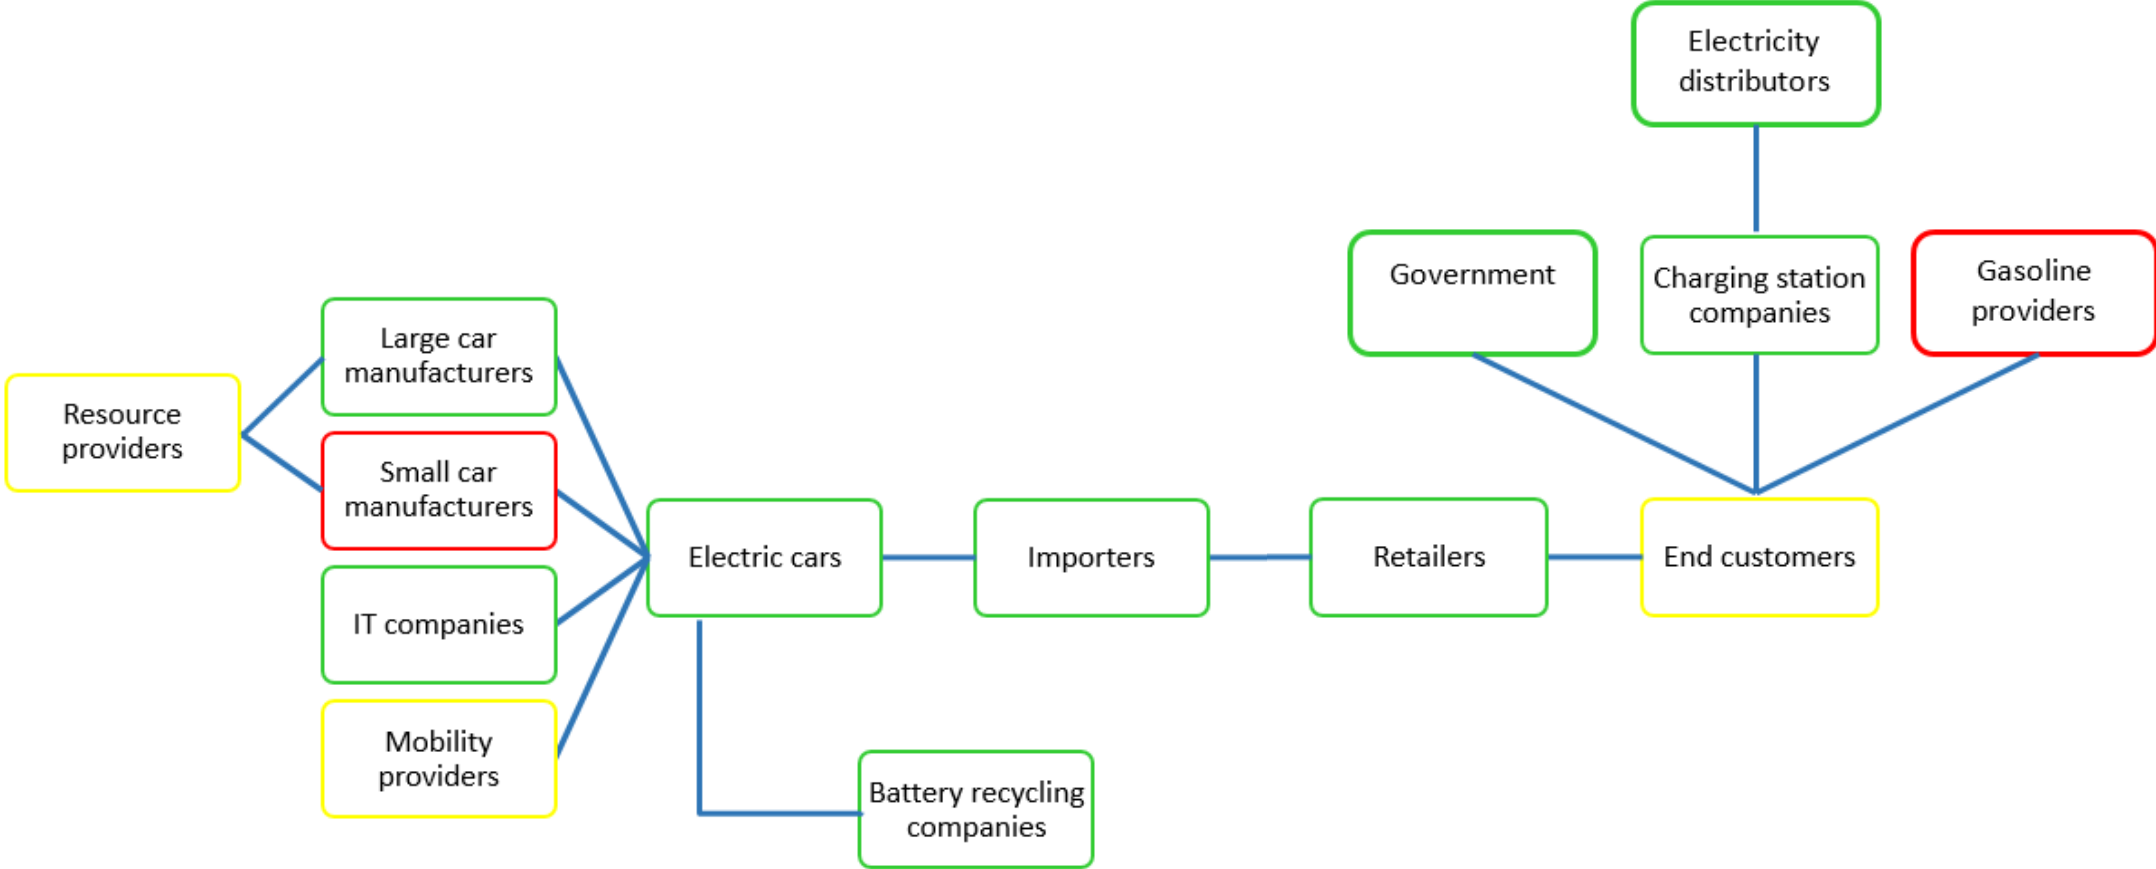 Electricity
distributors
Government
Charging station
companies
Gasoline
providers
Large car
manufacturers
Resource
providers
Small car
manufacturers
IT companies
Mobility
providers
Electric cars
Importers
Retailers
End customers
Battery recycling
companies